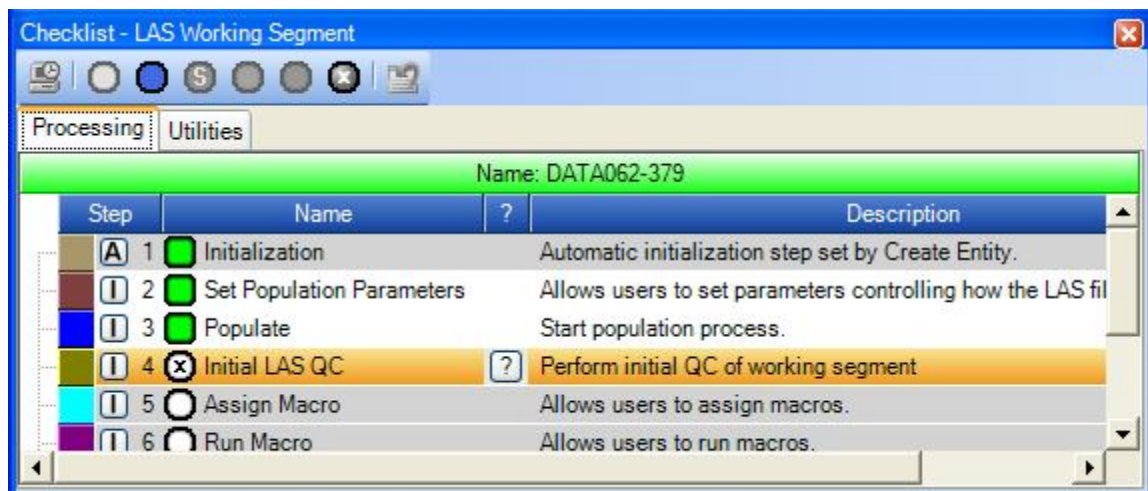 Checklist - LAS Working Segment
S x
Processing Utilities
Name: DATA062-379
Step Name ? Description
A 1 Initialization Automatic initialization step set by Create Entity.
I 2 Set Population Parameters Allows users to set parameters controlling how the LAS fil
I 3 Populate Start population process.
I 4 x Initial LAS QC ? Perform initial QC of working segment
I 5 Assign Macro Allows users to assign macros.
I 6 Run Macro Allows users to run macros.